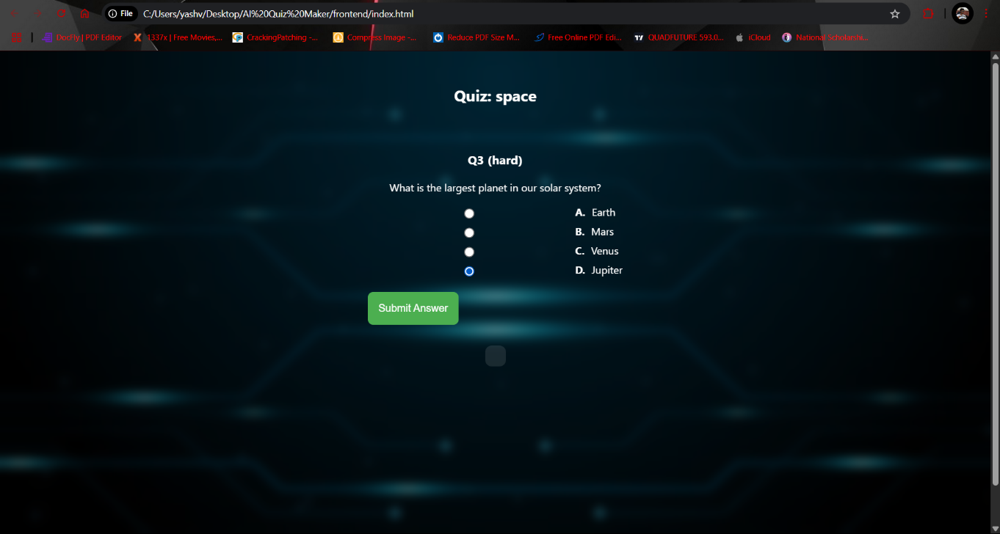 File C:/Users/yashv/Desktop/AI%20Quiz%20Maker/frontend/index.html
DocFly | PDF Editor 1337x | Free Movies,... CrackingPatching -... Compress Image -... Reduce PDF Size M... Free Online PDF Edi... QUADFUTURE 593.0... iCloud National Scholarshi...
Quiz: space
Q3 (hard)
What is the largest planet in our solar system?
A. Earth
B. Mars
C. Venus
D. Jupiter
Submit Answer